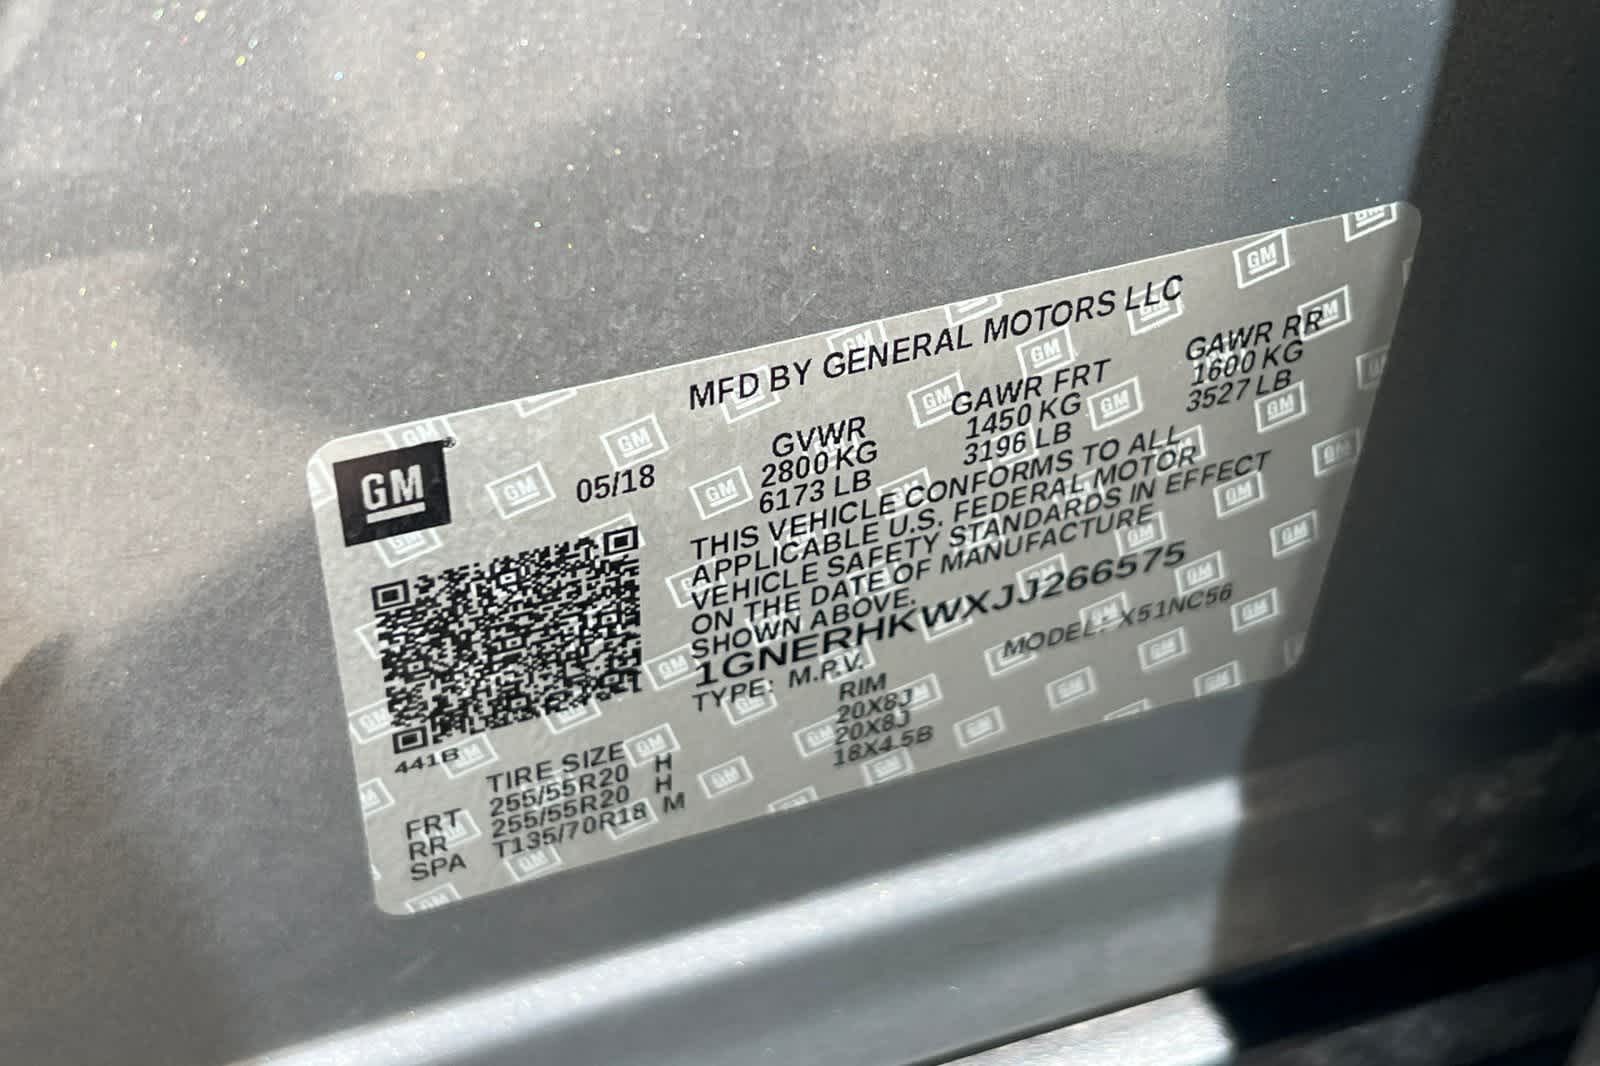 MFD BY GENERAL MOTORS LLC
GM
05/18
GVWR GAWR FRT GAWR RR
2800 KG 1450 KG 1600 KG
6173 LB 3196 LB 3527 LB
THIS VEHICLE CONFORMS TO ALL
APPLICABLE U.S. FEDERAL MOTOR
VEHICLE SAFETY STANDARDS IN EFFECT
ON THE DATE OF MANUFACTURE
SHOWN ABOVE.
1GNERHKWXJJ266575
TYPE: M.P.V. MODEL: X51NC56
441B
TIRE SIZE RIM
FRT 255/55R20 H 20X8J
RR 255/55R20 H 20X8J
SPA T135/70R18 M 18X4.5B